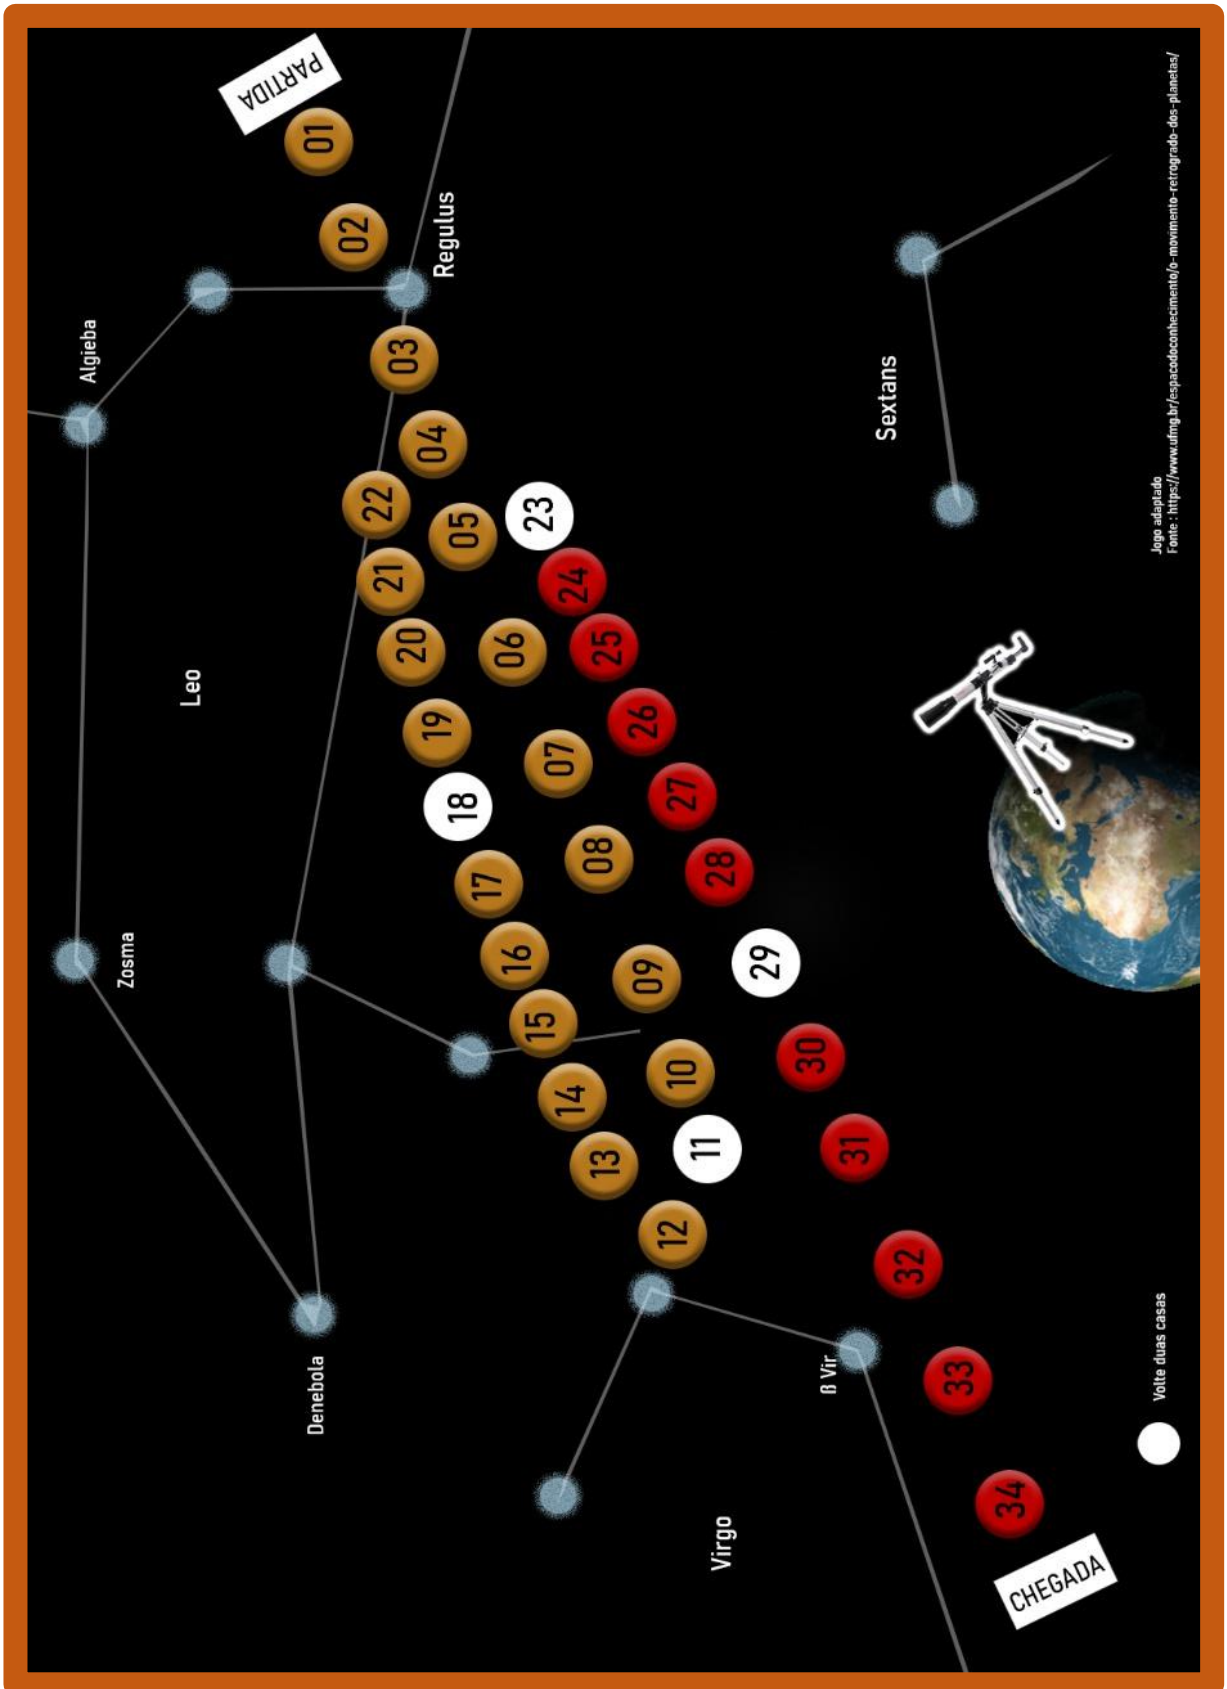 PARTIDA
01
02
Regulus
Algieba
03
04
05
06
07
08
09
10
11
12
13
14
15
16
17
18
19
20
21
22
23
24
25
26
27
28
29
30
31
32
33
34
CHEGADA
Leo
Zosma
Denebola
Virgo
ß Vir
Sextans
Volte duas casas
Jogo adaptado
Fonte : https://www.ufmg.br/espacodoconhecimento/o-movimento-retrogrado-dos-planetas/